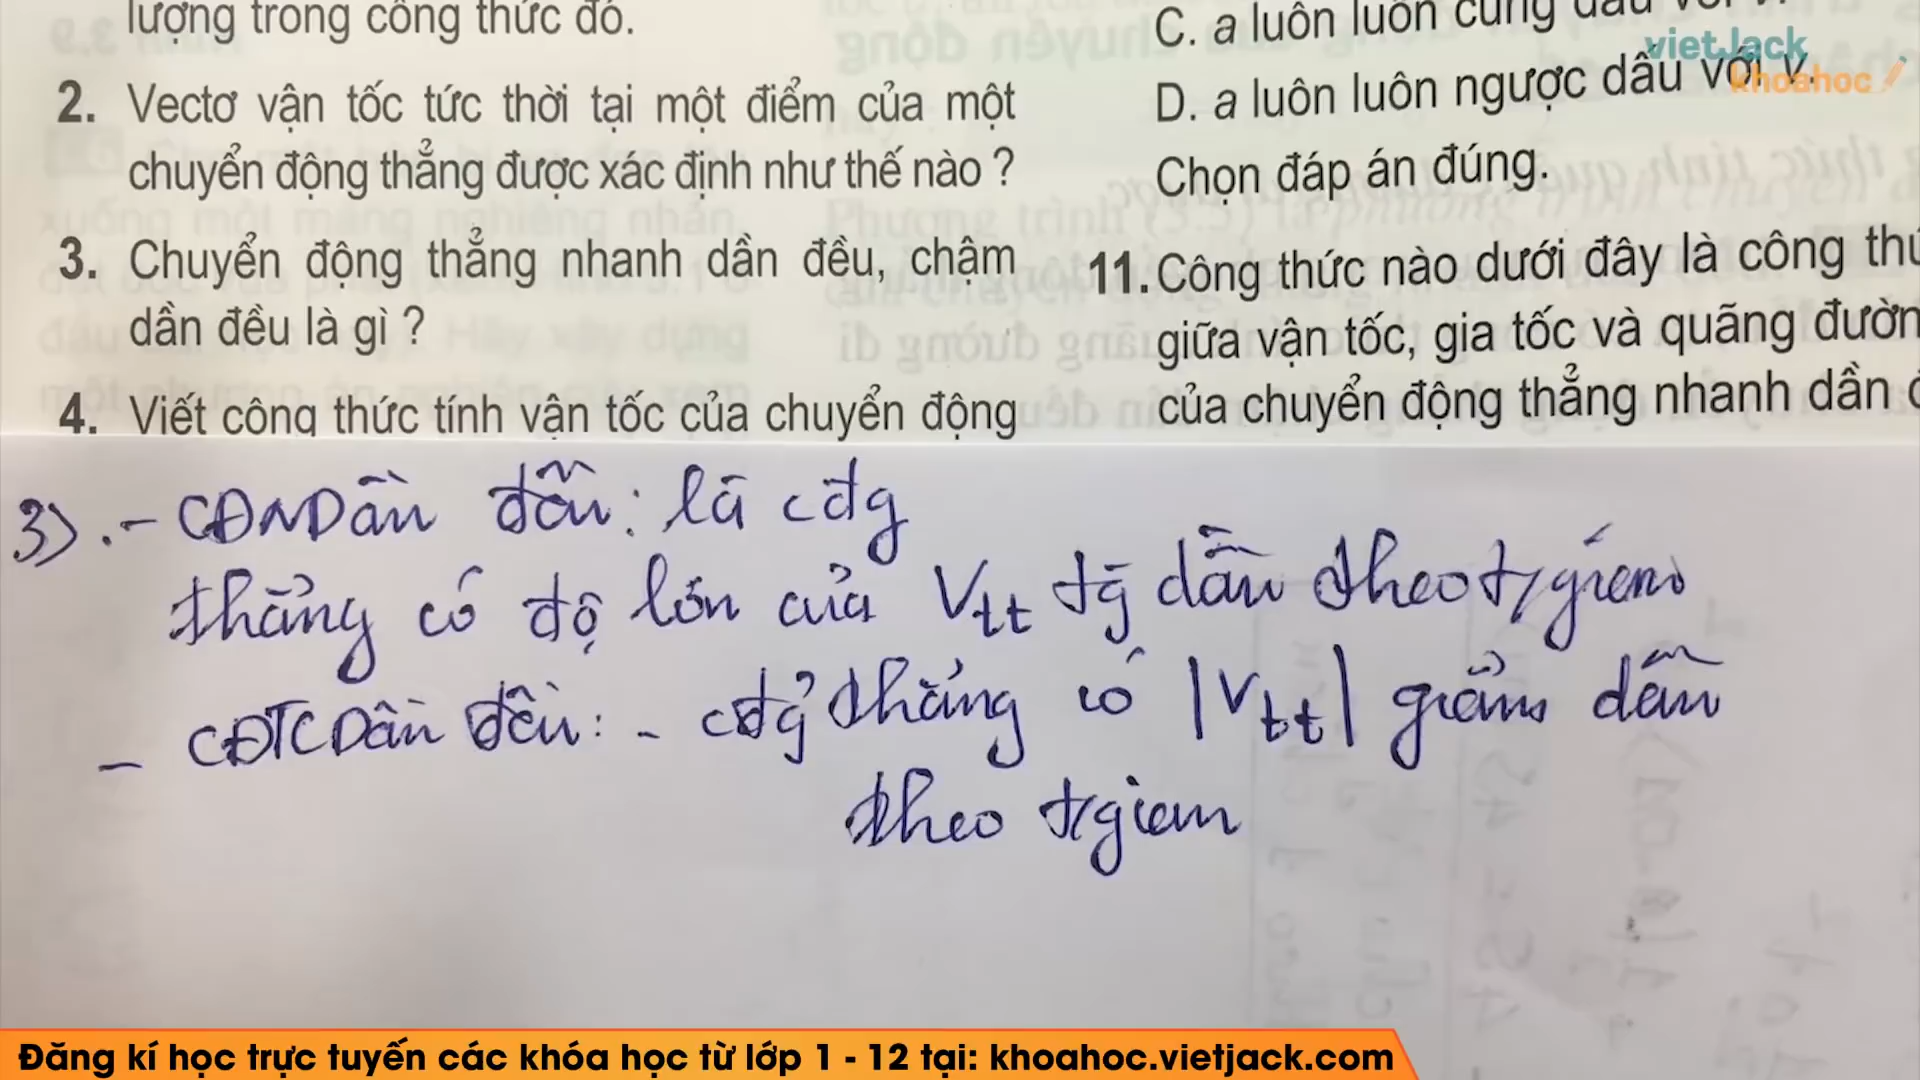 lượng trong công thức đó.
2. Vectơ vận tốc tức thời tại một điểm của một
chuyển động thẳng được xác định như thế nào ?
3. Chuyển động thẳng nhanh dần đều, chậm
dần đều là gì ?
4. Viết công thức tính vận tốc của chuyển động
C. a luôn luôn cùng dấu với v.
D. a luôn luôn ngược dấu với v.
Chọn đáp án đúng.
11. Công thức nào dưới đây là công thứ
giữa vận tốc, gia tốc và quãng đườn
của chuyển động thẳng nhanh dần
vietJack
khoahoc
3). - CĐNDần đều: là cđg
thẳng có độ lớn của Vtt tg dần theo t/gian
- CĐTCDần đều: - cđg thẳng có |Vtt| giảm dần
theo t/gian
Đăng kí học trực tuyến các khóa học từ lớp 1 - 12 tại: khoahoc.vietjack.com